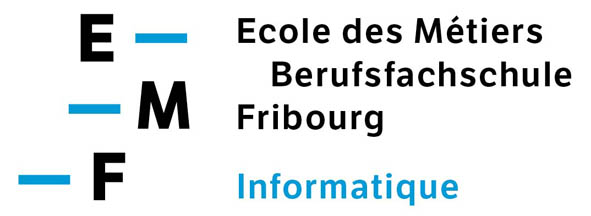 E
M
F
Ecole des Métiers
Berufsfachschule
Fribourg
Informatique